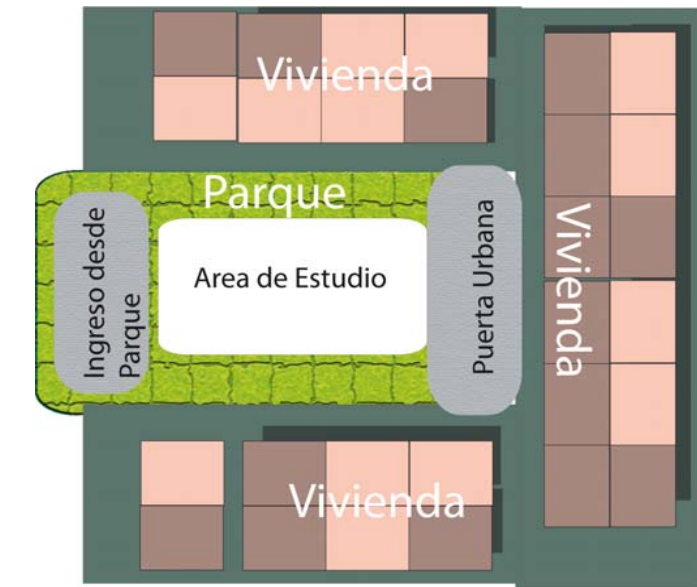 Vivienda
Parque
Ingreso desde
Parque
Area de Estudio
Puerta Urbana
Vivienda
Vivienda